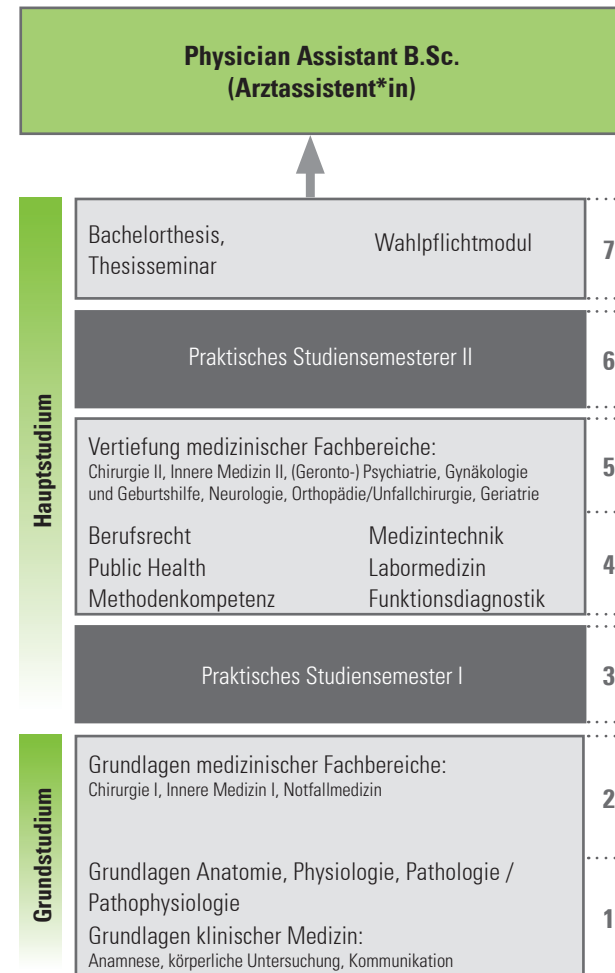 Physician Assistant B.Sc.
(Arztassistent*in)
Bachelorthesis,
Thesisseminar
Wahlpflichtmodul
7
Praktisches Studiensemesterer II
6
Hauptstudium
Vertiefung medizinischer Fachbereiche:
Chirurgie II, Innere Medizin II, (Geronto-) Psychiatrie, Gynäkologie
und Geburtshilfe, Neurologie, Orthopädie/Unfallchirurgie, Geriatrie
5
Berufsrecht
Public Health
Methodenkompetenz
Medizintechnik
Labormedizin
Funktionsdiagnostik
4
Praktisches Studiensemester I
3
Grundstudium
Grundlagen medizinischer Fachbereiche:
Chirurgie I, Innere Medizin I, Notfallmedizin
2
Grundlagen Anatomie, Physiologie, Pathologie /
Pathophysiologie
Grundlagen klinischer Medizin:
Anamnese, körperliche Untersuchung, Kommunikation
1